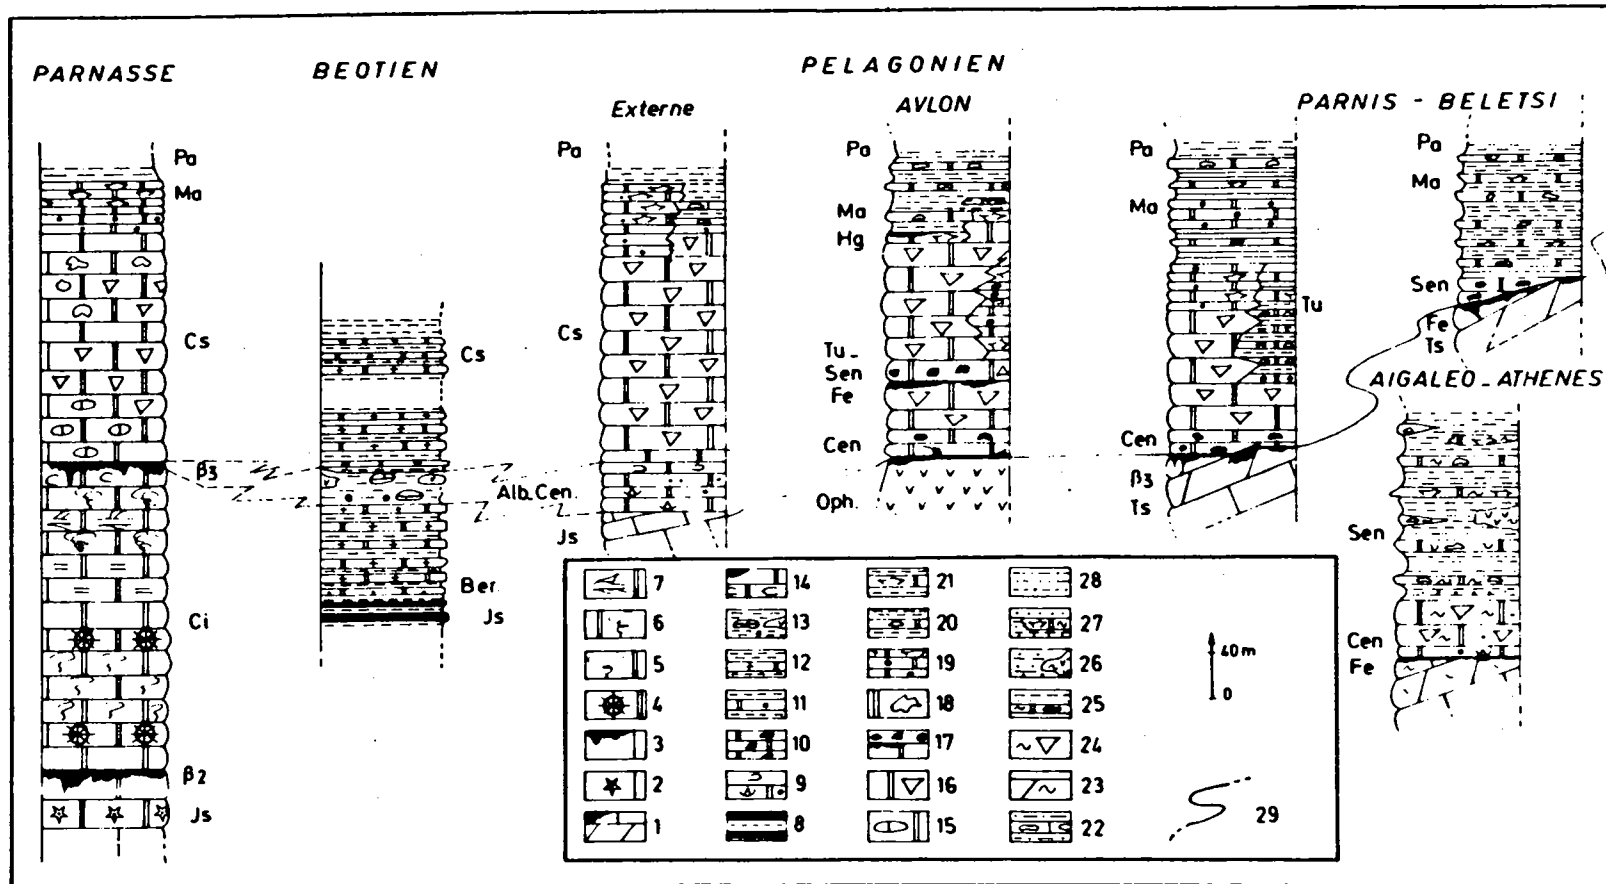 PARNASSE
BEOTIEN
PELAGONIEN
Externe
AVLON
PARNIS - BELETSI
Pa
Ma
Cs
β3
Ci
β2
Js
Cs
Ber
Js
Pa
Cs
Alb.Cen.
Js
Pa
Ma
Hg
Tu_
Sen
Fe
Cen
Oph.
Pa
Ma
Tu
Cen
β3
Ts
Pa
Ma
Sen
Fe
Ts
AIGALEO_ATHENES
Sen
Cen
Fe
7
6
5
4
3
2
1
14
13
12
11
10
9
8
21
20
19
18
17
16
15
28
27
26
25
24
23
22
40m
0
29